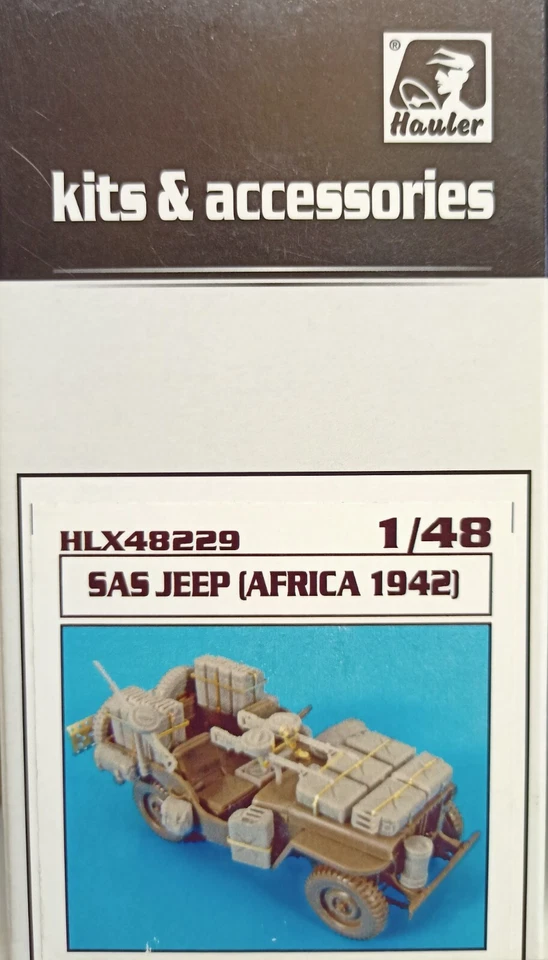 ®
Hauler
kits & accessories
HLX48229 1/48
SAS JEEP (AFRICA 1942)